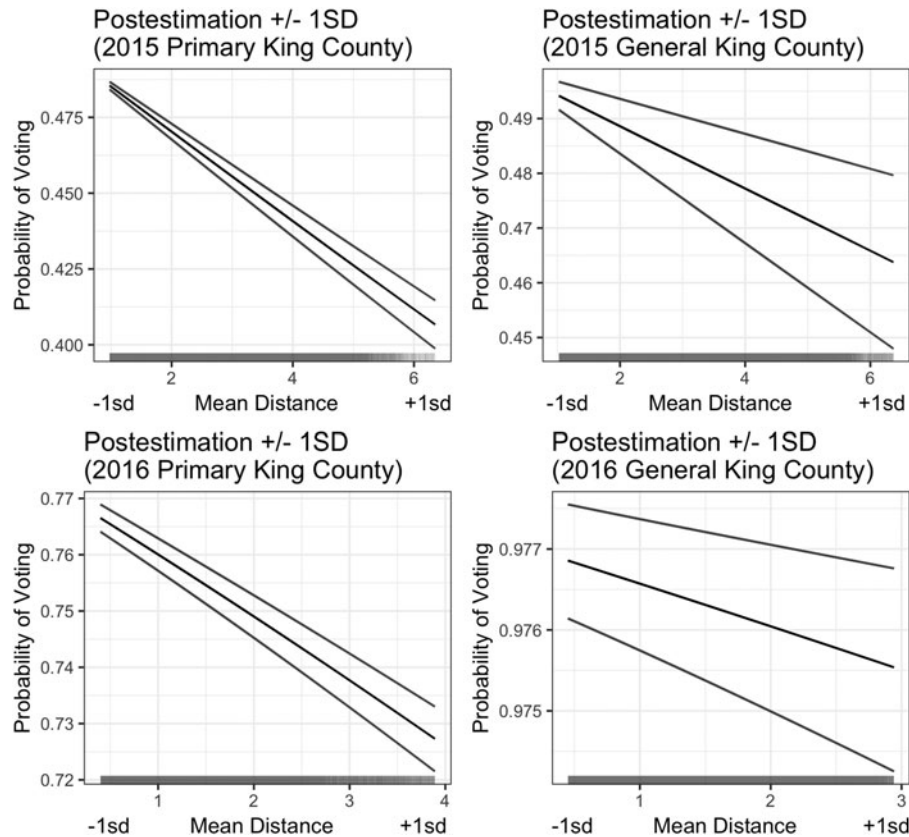 Postestimation +/- 1SD
(2015 Primary King County)
Probability of Voting
0.475
0.450
0.425
0.400
2 4 6
-1sd Mean Distance +1sd
Postestimation +/- 1SD
(2015 General King County)
Probability of Voting
0.49
0.48
0.47
0.46
0.45
2 4 6
-1sd Mean Distance +1sd
Postestimation +/- 1SD
(2016 Primary King County)
Probability of Voting
0.77
0.76
0.75
0.74
0.73
0.72
1 2 3 4
-1sd Mean Distance +1sd
Postestimation +/- 1SD
(2016 General King County)
Probability of Voting
0.977
0.976
0.975
1 2 3
-1sd Mean Distance +1sd